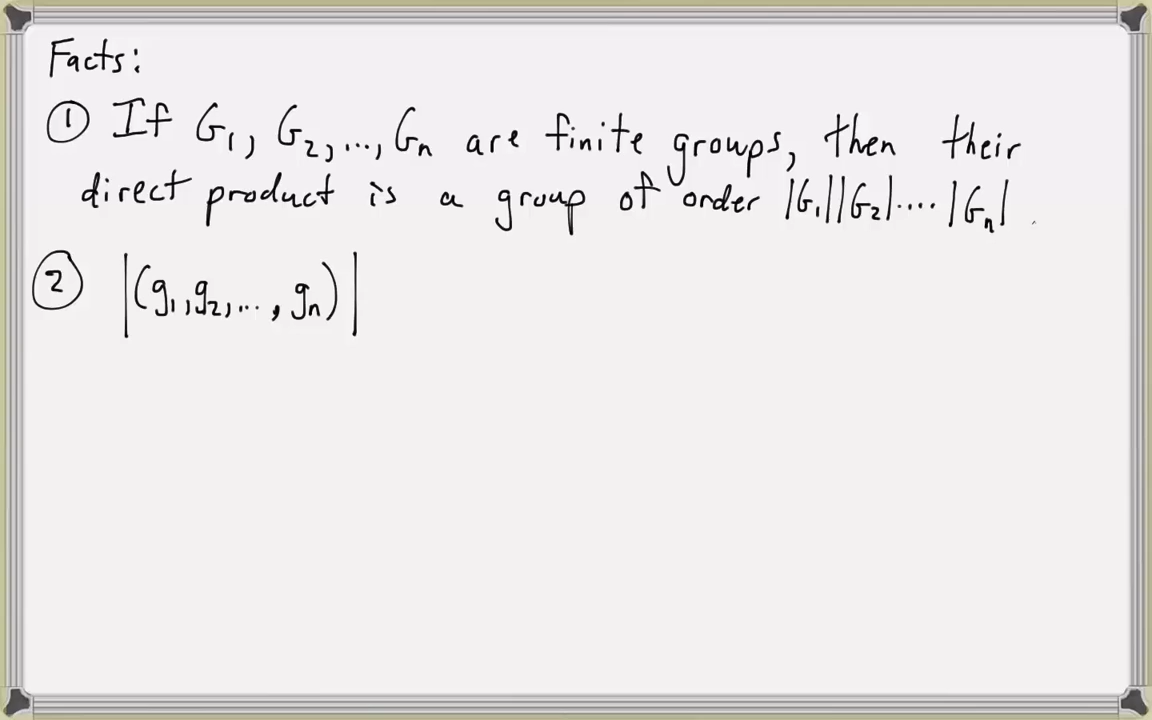 Facts:
① If G₁, G₂, ..., Gₙ are finite groups, then their
direct product is a group of order |G₁||G₂|....|Gₙ|
② |(g₁,g₂,...,gₙ)|